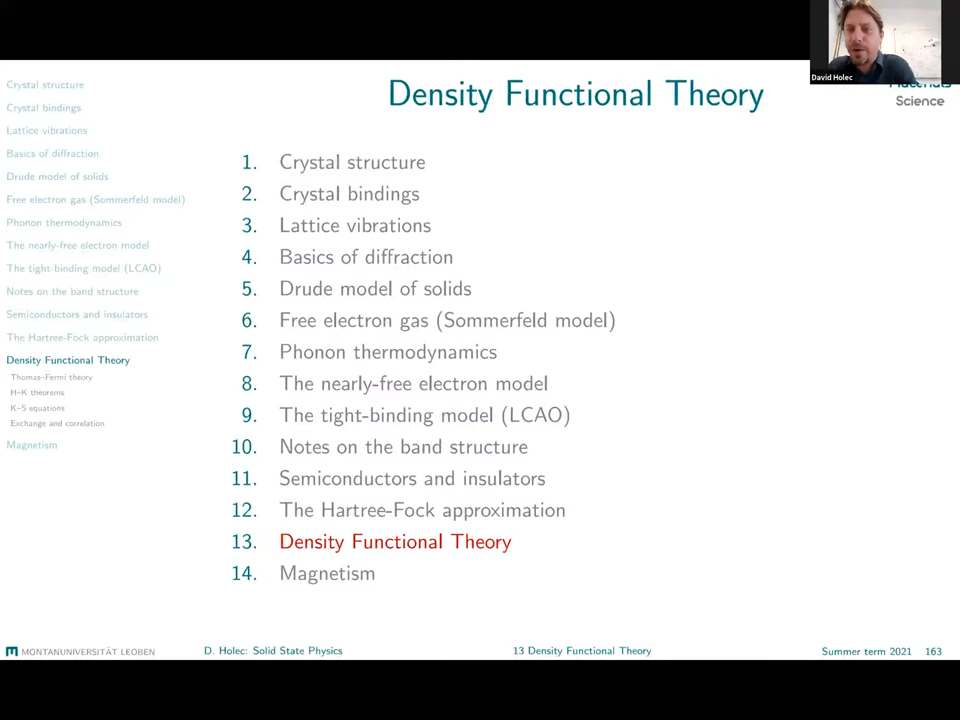 David Holec
Materials
Science
Density Functional Theory
Crystal structure
Crystal bindings
Lattice vibrations
Basics of diffraction
Drude model of solids
Free electron gas (Sommerfeld model)
Phonon thermodynamics
The nearly-free electron model
The tight-binding model (LCAO)
Notes on the band structure
Semiconductors and insulators
The Hartree-Fock approximation
Density Functional Theory
Thomas–Fermi theory
H–K theorems
K–S equations
Exchange and correlation
Magnetism
1. Crystal structure
2. Crystal bindings
3. Lattice vibrations
4. Basics of diffraction
5. Drude model of solids
6. Free electron gas (Sommerfeld model)
7. Phonon thermodynamics
8. The nearly-free electron model
9. The tight-binding model (LCAO)
10. Notes on the band structure
11. Semiconductors and insulators
12. The Hartree-Fock approximation
13. Density Functional Theory
14. Magnetism
MONTANUNIVERSITÄT LEOBEN
D. Holec: Solid State Physics
13 Density Functional Theory
Summer term 2021 163